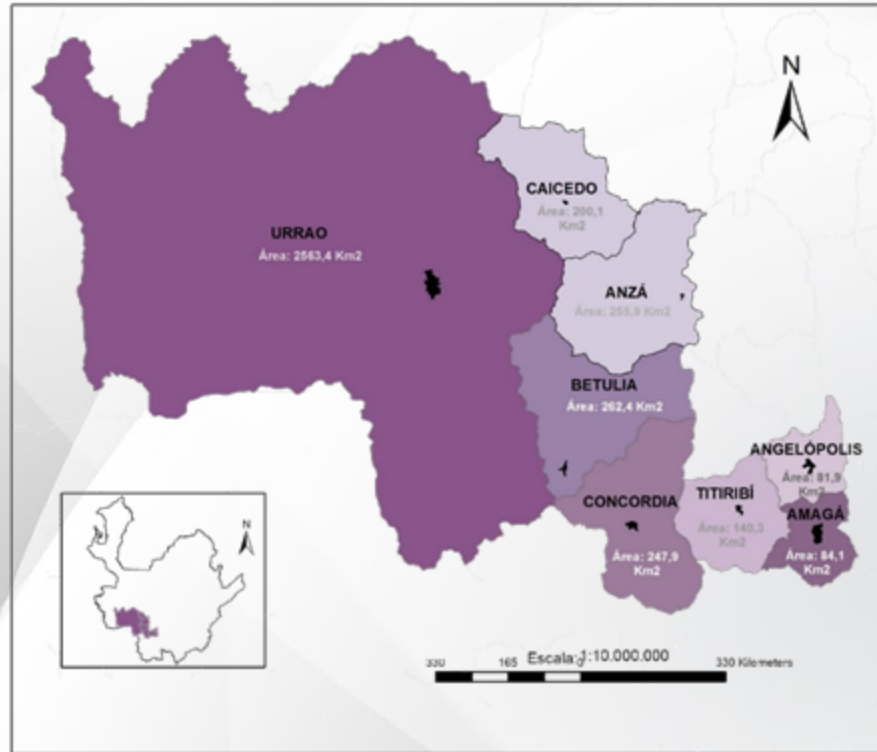 N
CAICEDO
Área: 200,1
Km2
URRAO
Área: 2563,4 Km2
ANZÁ
Área: 255,9 Km2
BETULIA
Área: 262,4 Km2
ANGELÓPOLIS
Área: 81,9
Km2
TITIRIBÍ
Área: 140,3
Km2
CONCORDIA
Área: 247,9
Km2
AMAGÁ
Área: 84,1
Km2
N
Escala: 1:10.000.000
330 165 0 330 Kilometers